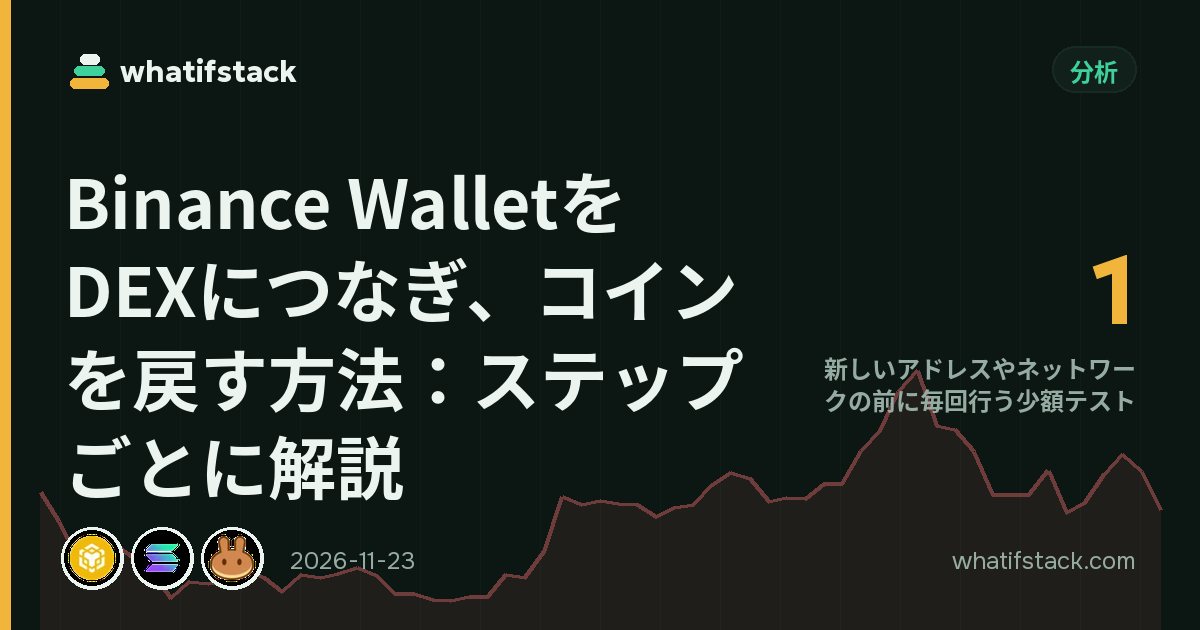 whatifstack
分析
Binance Walletを
DEXにつなぎ、コイン
を戻す方法：ステップ
ごとに解説
1
新しいアドレスやネットワー
クの前に毎回行う少額テスト
2026-11-23
whatifstack.com